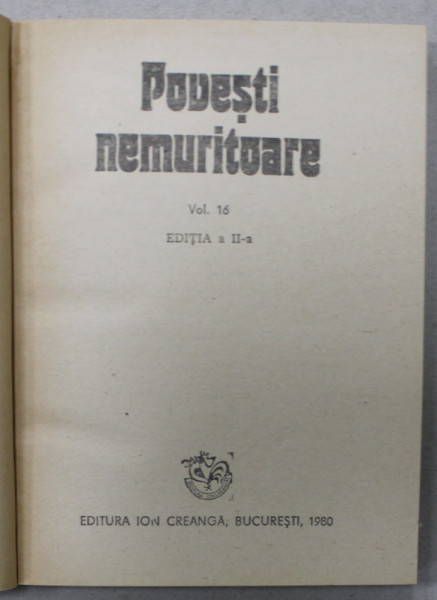 Povești
nemuritoare
Vol. 16
EDIȚIA a II-a
EDITURA ION CREANGĂ, BUCUREȘTI, 1980